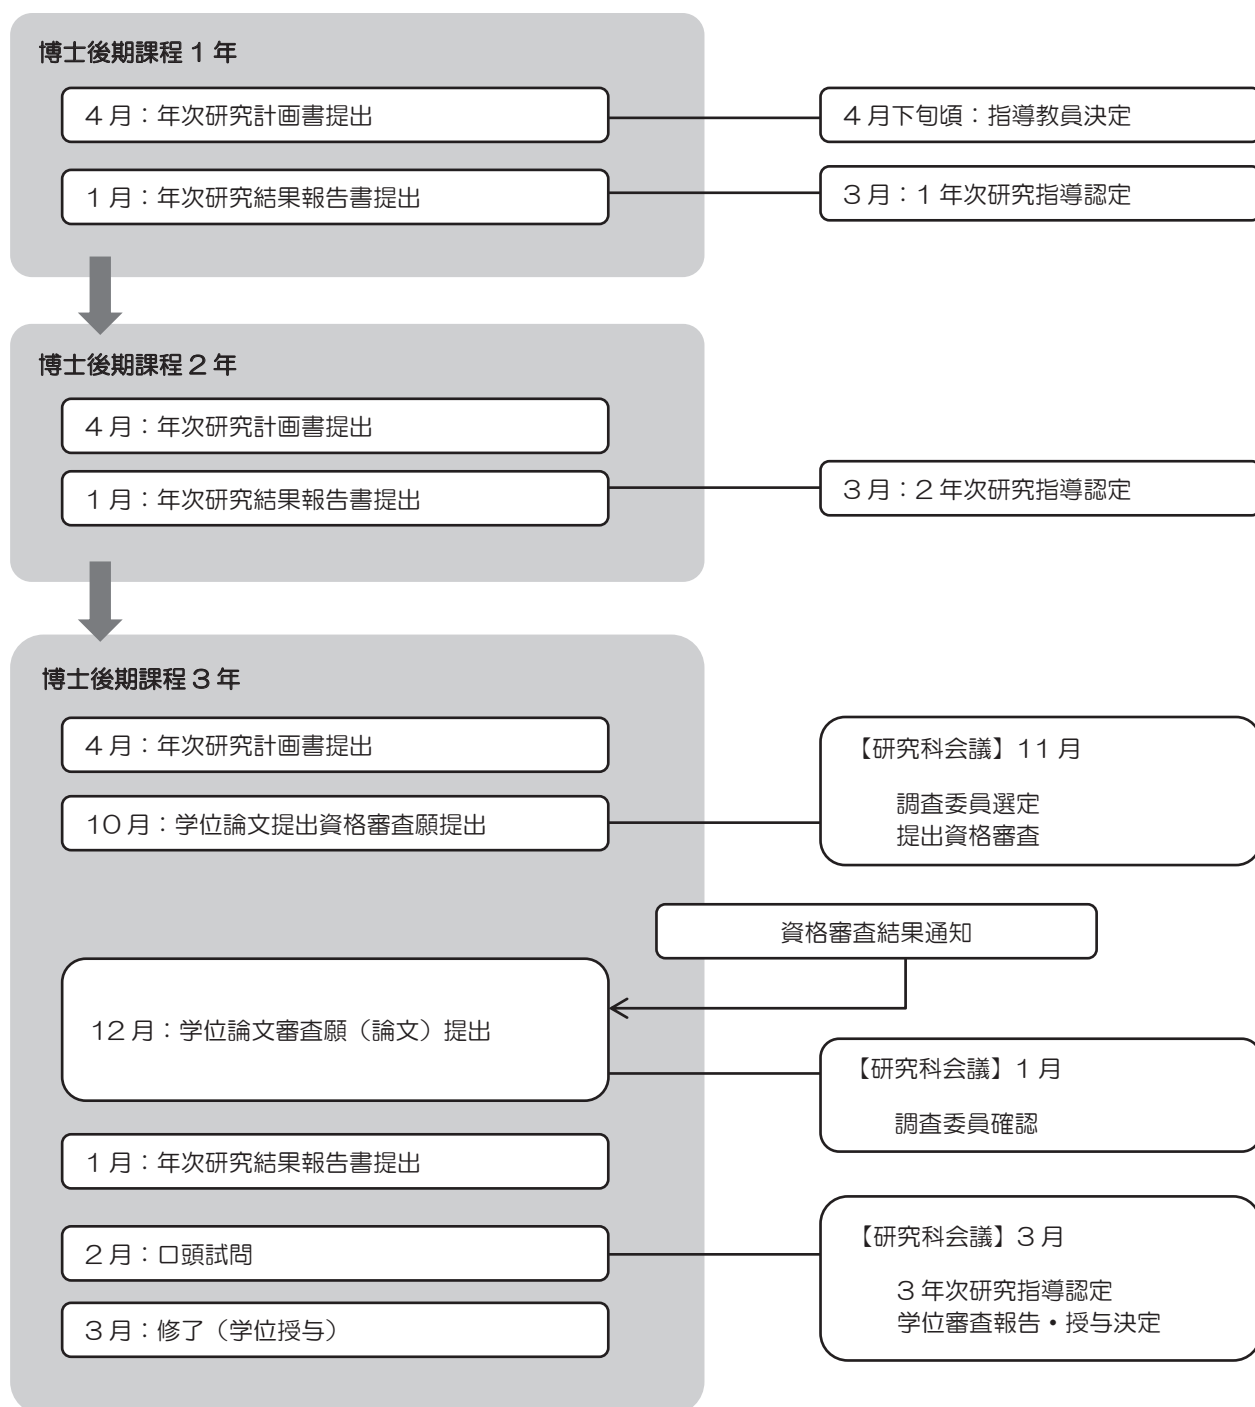 博士後期課程1年
4月：年次研究計画書提出
4月下旬頃：指導教員決定
1月：年次研究結果報告書提出
3月：1年次研究指導認定
博士後期課程2年
4月：年次研究計画書提出
1月：年次研究結果報告書提出
3月：2年次研究指導認定
博士後期課程3年
4月：年次研究計画書提出
【研究科会議】11月
調査委員選定
提出資格審査
10月：学位論文提出資格審査願提出
資格審査結果通知
12月：学位論文審査願（論文）提出
【研究科会議】1月
調査委員確認
1月：年次研究結果報告書提出
2月：口頭試問
【研究科会議】3月
3年次研究指導認定
学位審査報告・授与決定
3月：修了（学位授与）